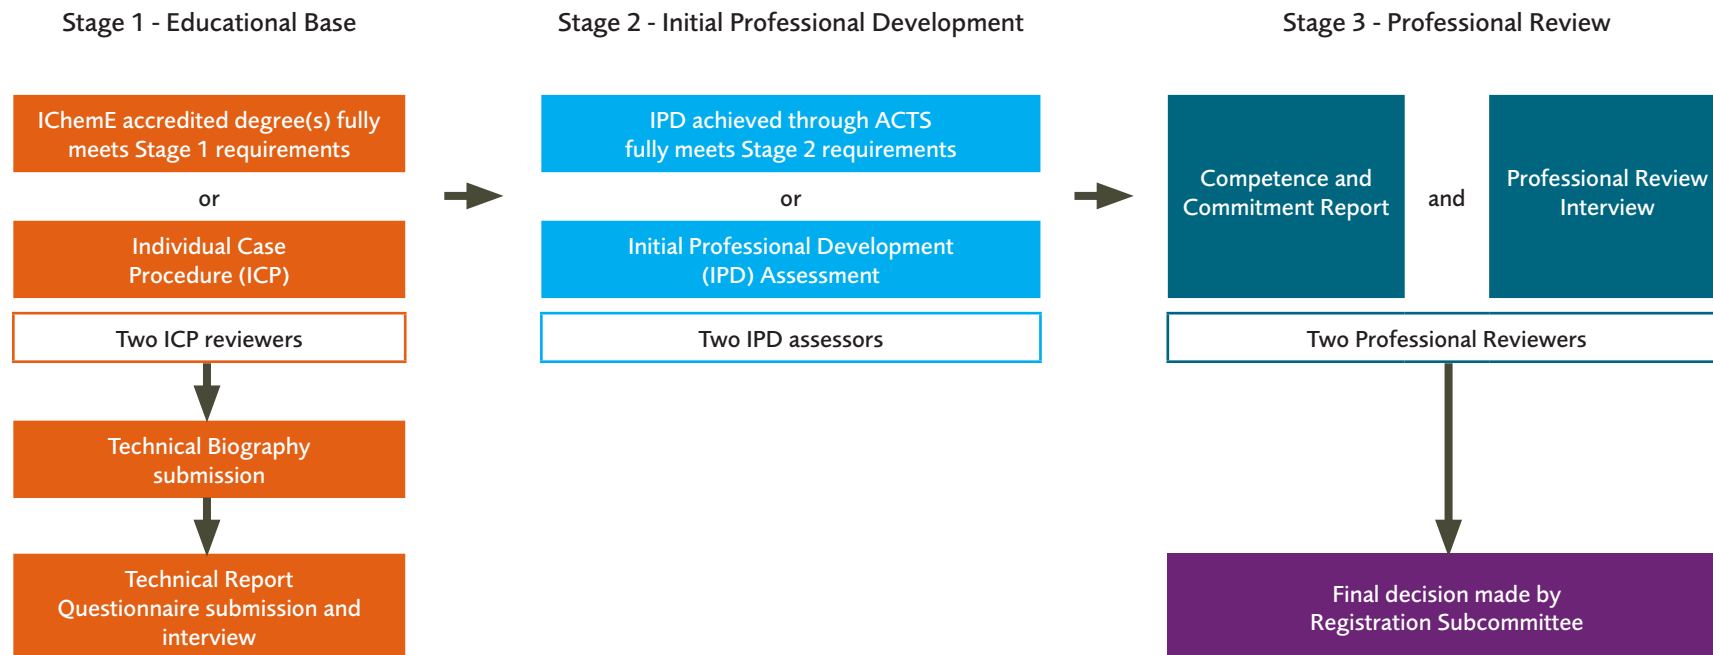 Stage 1 - Educational Base
IChemE accredited degree(s) fully
meets Stage 1 requirements
or
Individual Case
Procedure (ICP)
Two ICP reviewers
Technical Biography
submission
Technical Report
Questionnaire submission and
interview
Stage 2 - Initial Professional Development
IPD achieved through ACTS
fully meets Stage 2 requirements
or
Initial Professional Development
(IPD) Assessment
Two IPD assessors
Stage 3 - Professional Review
Competence and
Commitment Report
and
Professional Review
Interview
Two Professional Reviewers
Final decision made by
Registration Subcommittee